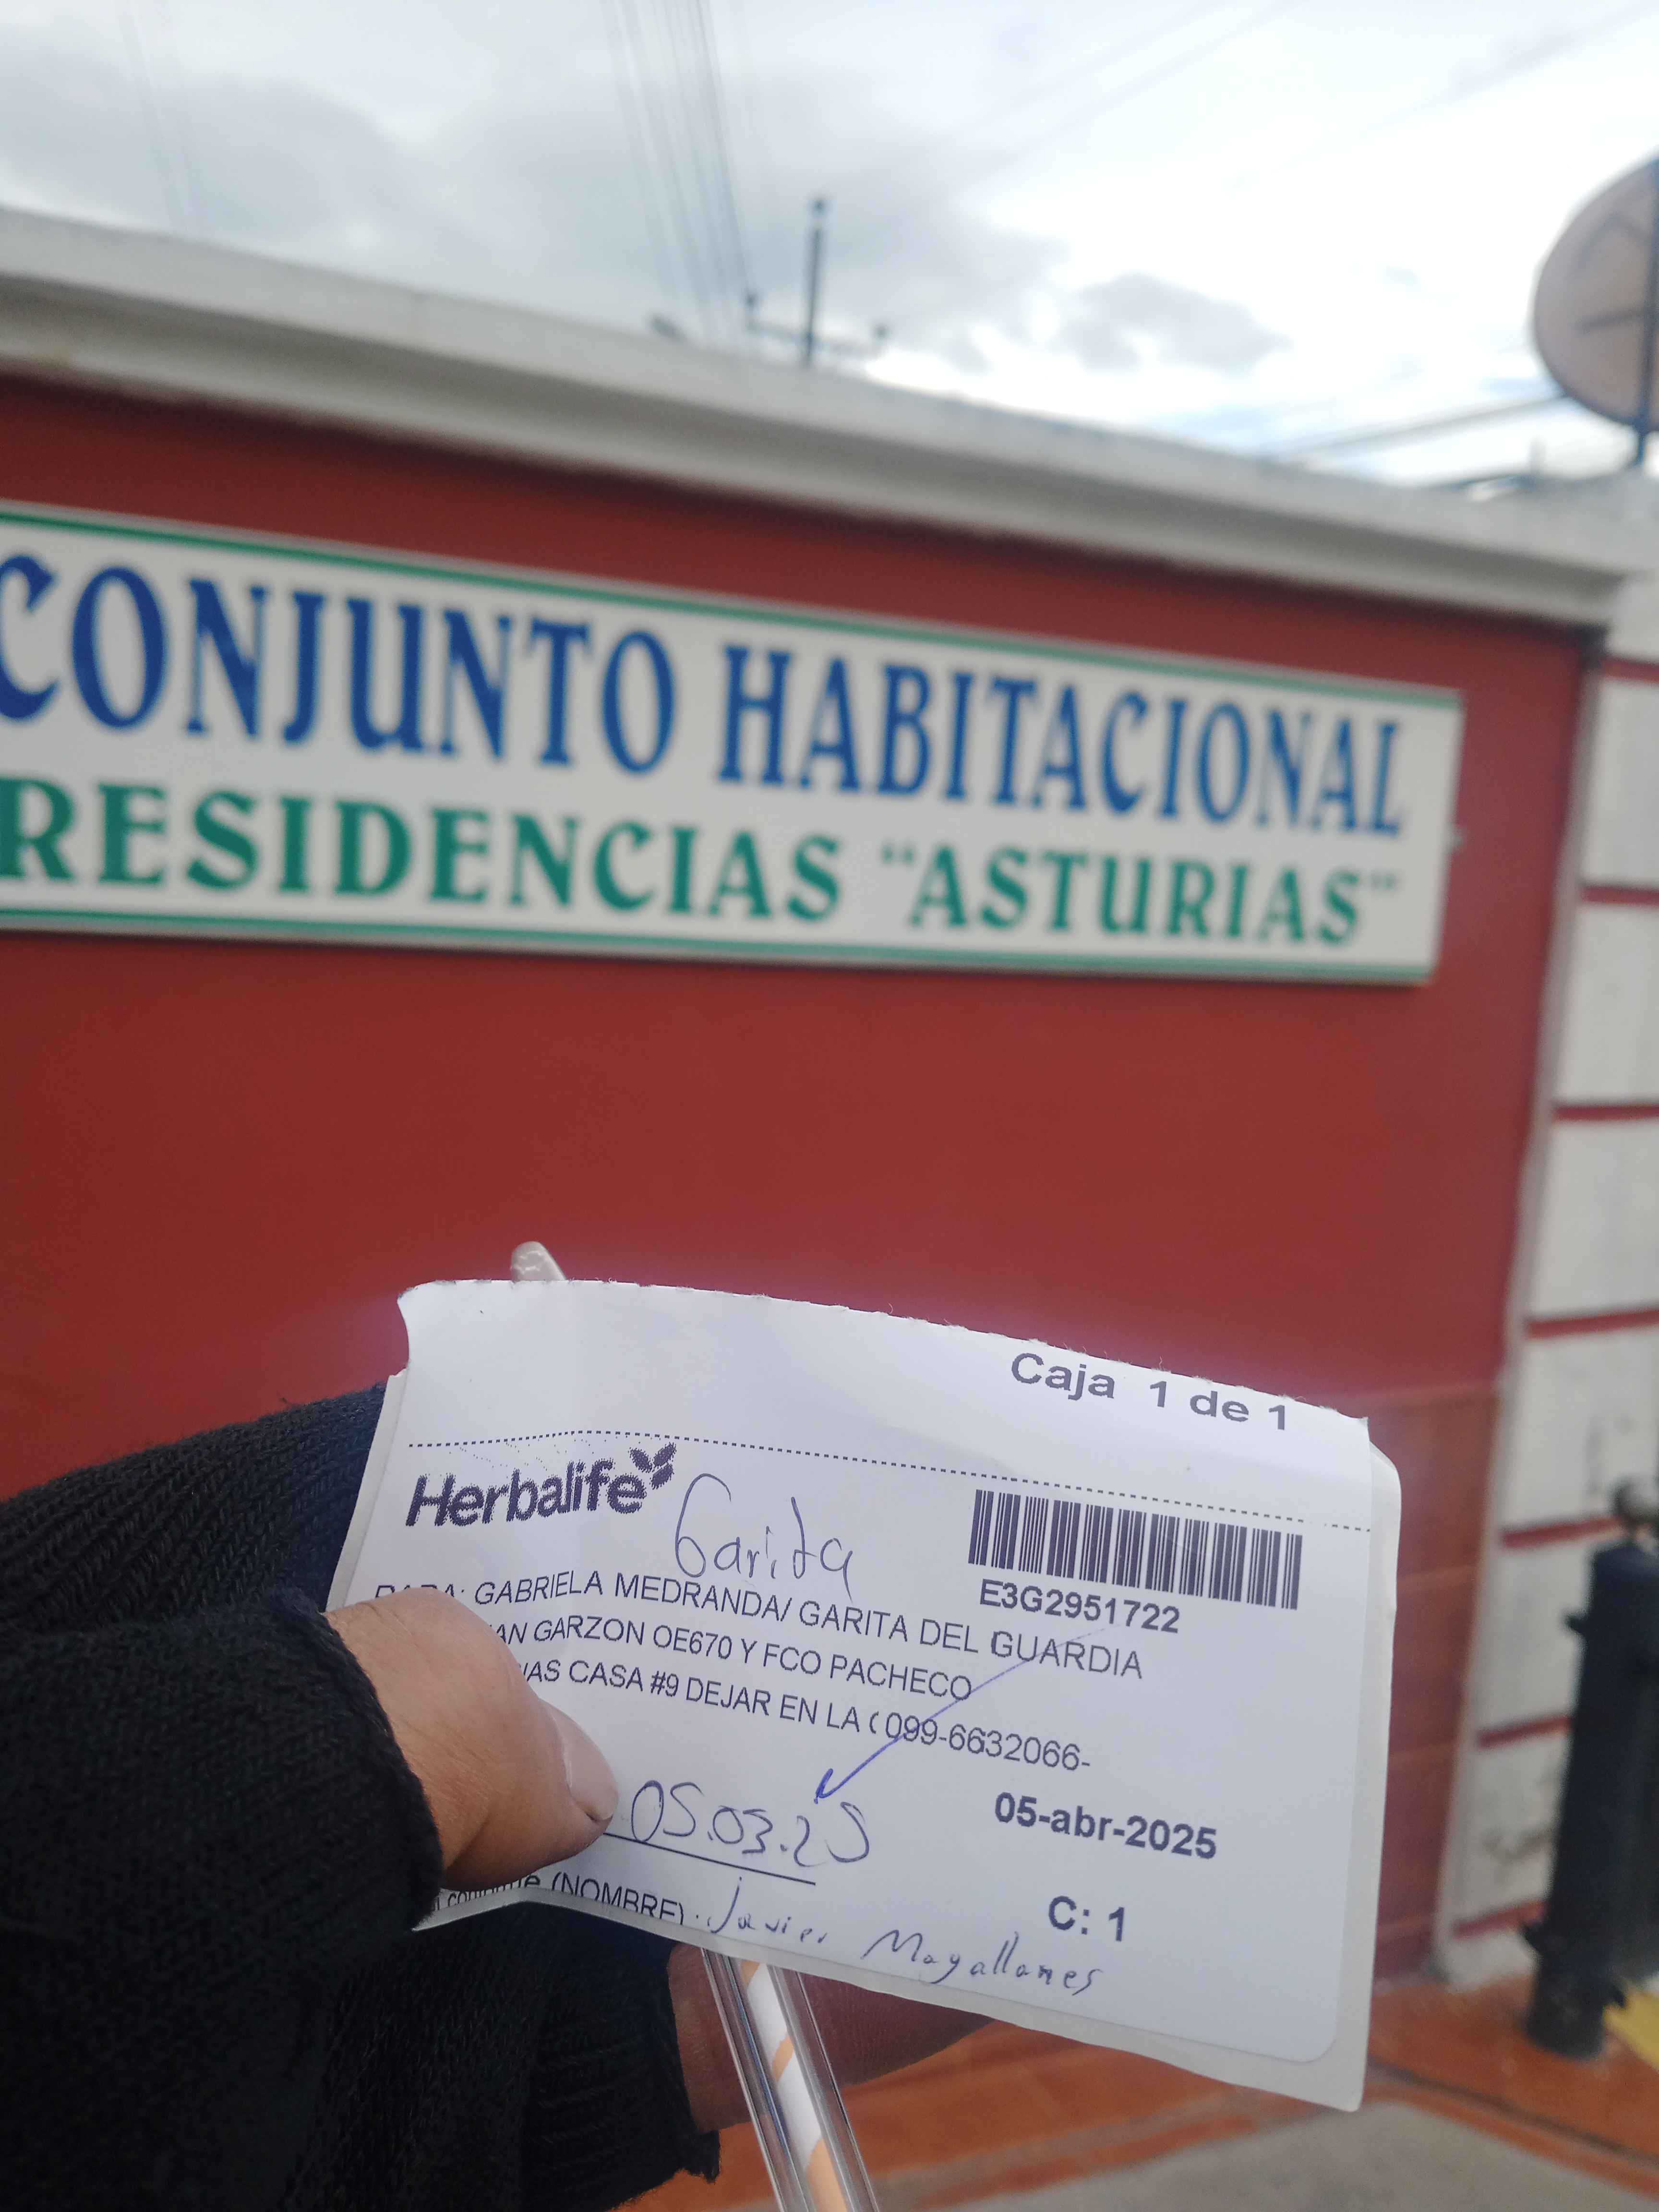 CONJUNTO HABITACIONAL
RESIDENCIAS "ASTURIAS"
Caja 1 de 1
Herbalife
Garita
E3G2951722
PARA: GABRIELA MEDRANDA/ GARITA DEL GUARDIA
AN GARZON OE670 Y FCO PACHECO
IAS CASA #9 DEJAR EN LA ( 099-6632066-
05.03.25
05-abr-2025
C: 1
(NOMBRE) . Javier Magallanes